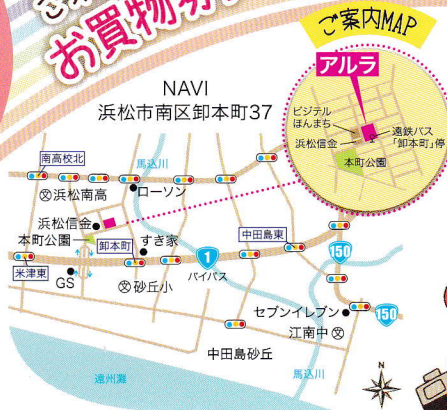 お買物券
ご案内MAP
アルラ
NAVI
浜松市南区卸本町37
ビジテル
ほんまち
浜松信金
遠鉄バス
「卸本町」停
本町公園
南高校北
馬込川
浜松南高
ローソン
浜松信金
本町公園
卸本町
すき家
中田島東
1
バイパス
150
米津東
GS
砂丘小
セブンイレブン
150
江南中
中田島砂丘
遠州灘
馬込川
N